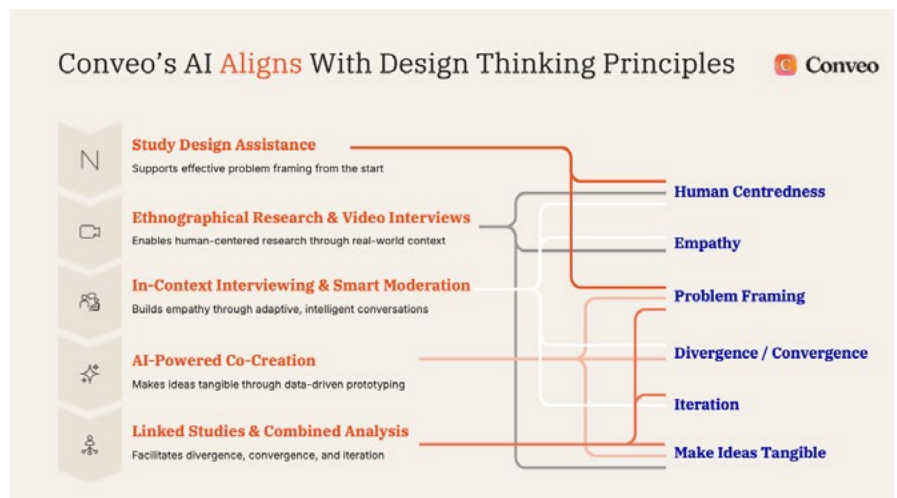 Conveo's AI Aligns With Design Thinking Principles
C Conveo
N
Study Design Assistance
Supports effective problem framing from the start
Ethnographical Research & Video Interviews
Enables human-centered research through real-world context
In-Context Interviewing & Smart Moderation
Builds empathy through adaptive, intelligent conversations
AI-Powered Co-Creation
Makes ideas tangible through data-driven prototyping
Linked Studies & Combined Analysis
Facilitates divergence, convergence, and iteration
Human Centredness
Empathy
Problem Framing
Divergence / Convergence
Iteration
Make Ideas Tangible